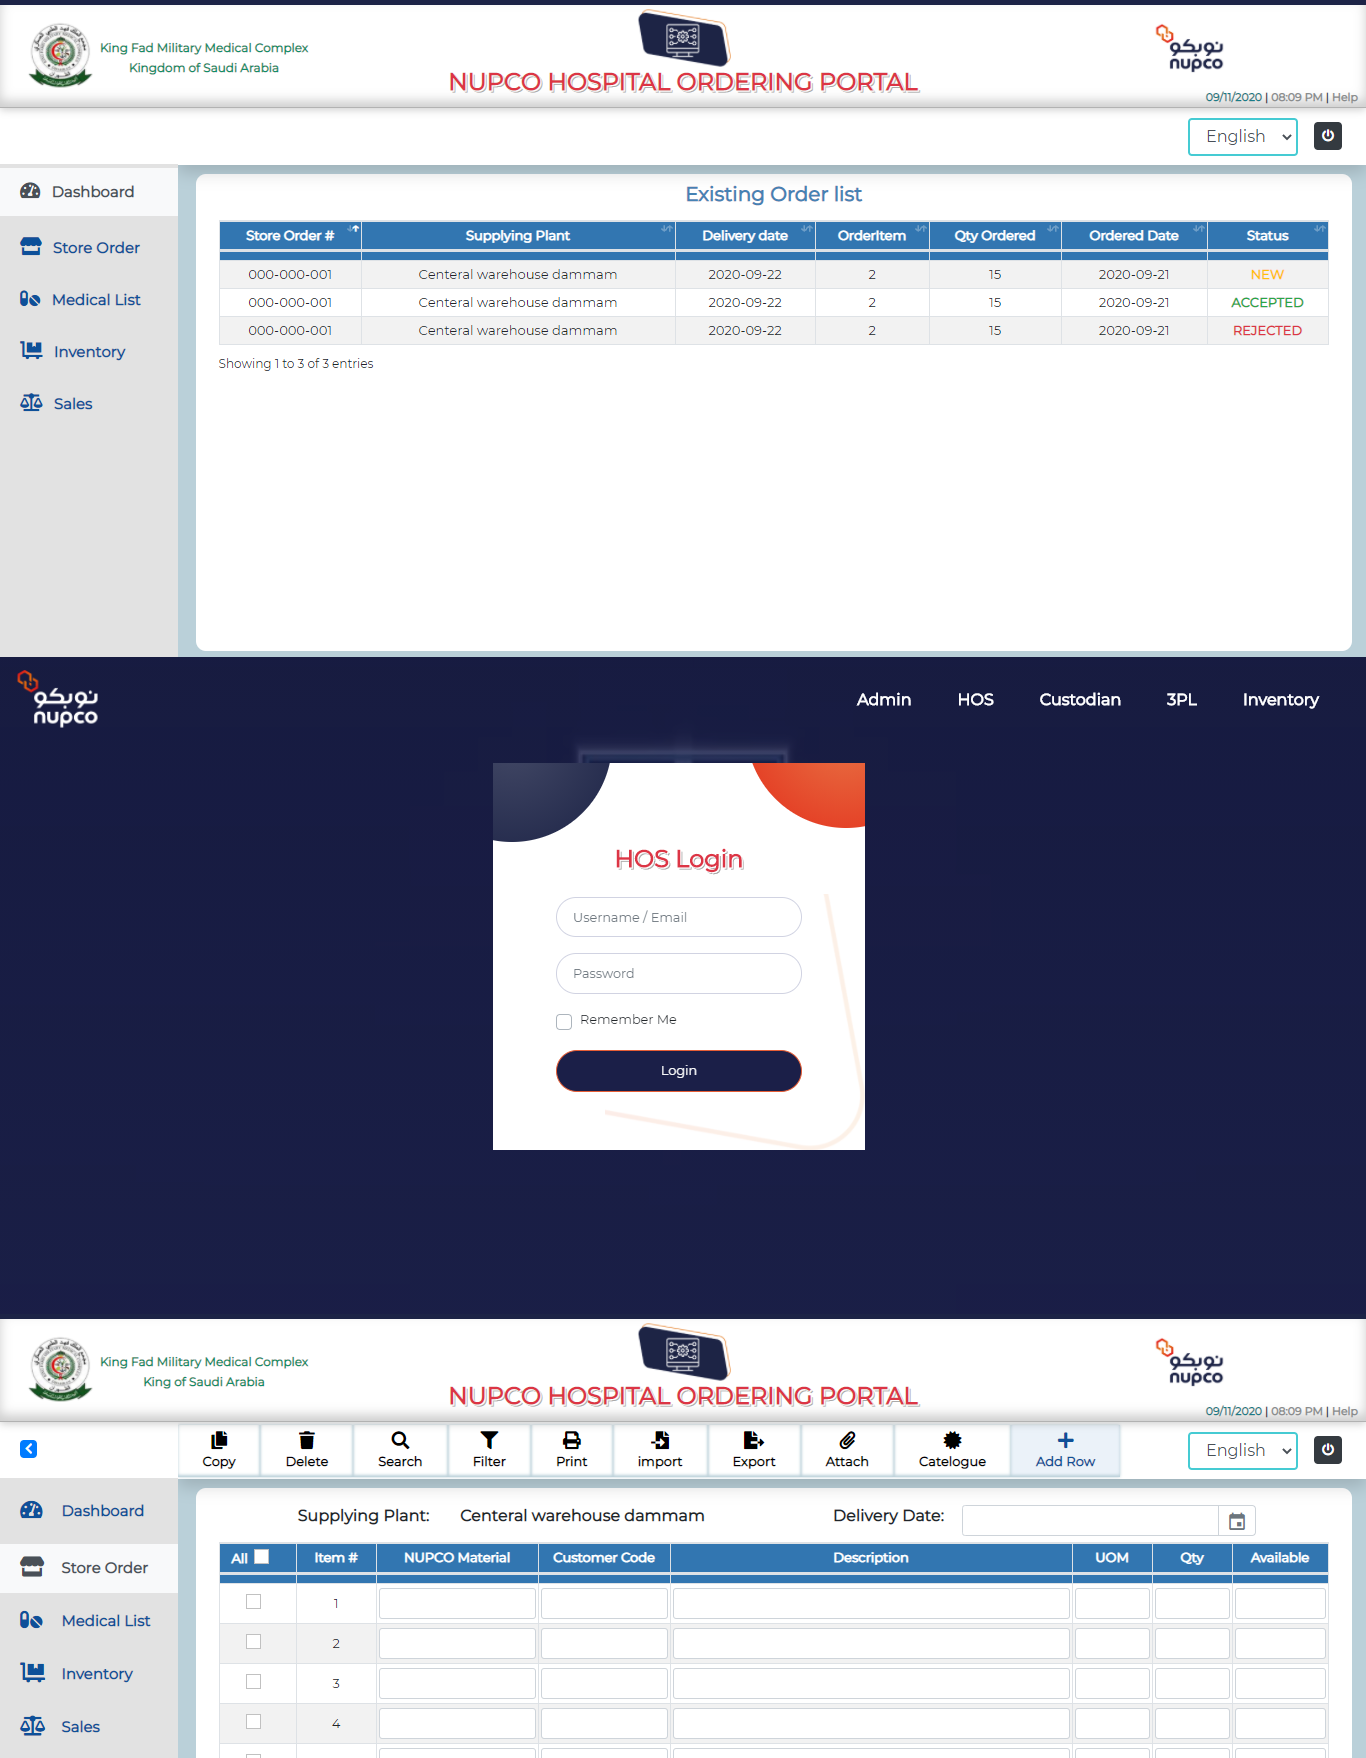 King Fad Military Medical Complex
Kingdom of Saudi Arabia
NUPCO HOSPITAL ORDERING PORTAL
نوبكو
nupco
09/11/2020 | 08:09 PM | Help
English
Dashboard
Store Order
Medical List
Inventory
Sales
Existing Order list
Store Order # Supplying Plant Delivery date OrderItem Qty Ordered Ordered Date Status
000-000-001 Centeral warehouse dammam 2020-09-22 2 15 2020-09-21 NEW
000-000-001 Centeral warehouse dammam 2020-09-22 2 15 2020-09-21 ACCEPTED
000-000-001 Centeral warehouse dammam 2020-09-22 2 15 2020-09-21 REJECTED
Showing 1 to 3 of 3 entries
نوبكو
nupco
Admin HOS Custodian 3PL Inventory
HOS Login
Username / Email
Password
Remember Me
Login
King Fad Military Medical Complex
King of Saudi Arabia
NUPCO HOSPITAL ORDERING PORTAL
نوبكو
nupco
09/11/2020 | 08:09 PM | Help
Copy Delete Search Filter Print import Export Attach Catelogue Add Row
English
Dashboard
Store Order
Medical List
Inventory
Sales
Supplying Plant: Centeral warehouse dammam Delivery Date:
All Item # NUPCO Material Customer Code Description UOM Qty Available
1
2
3
4